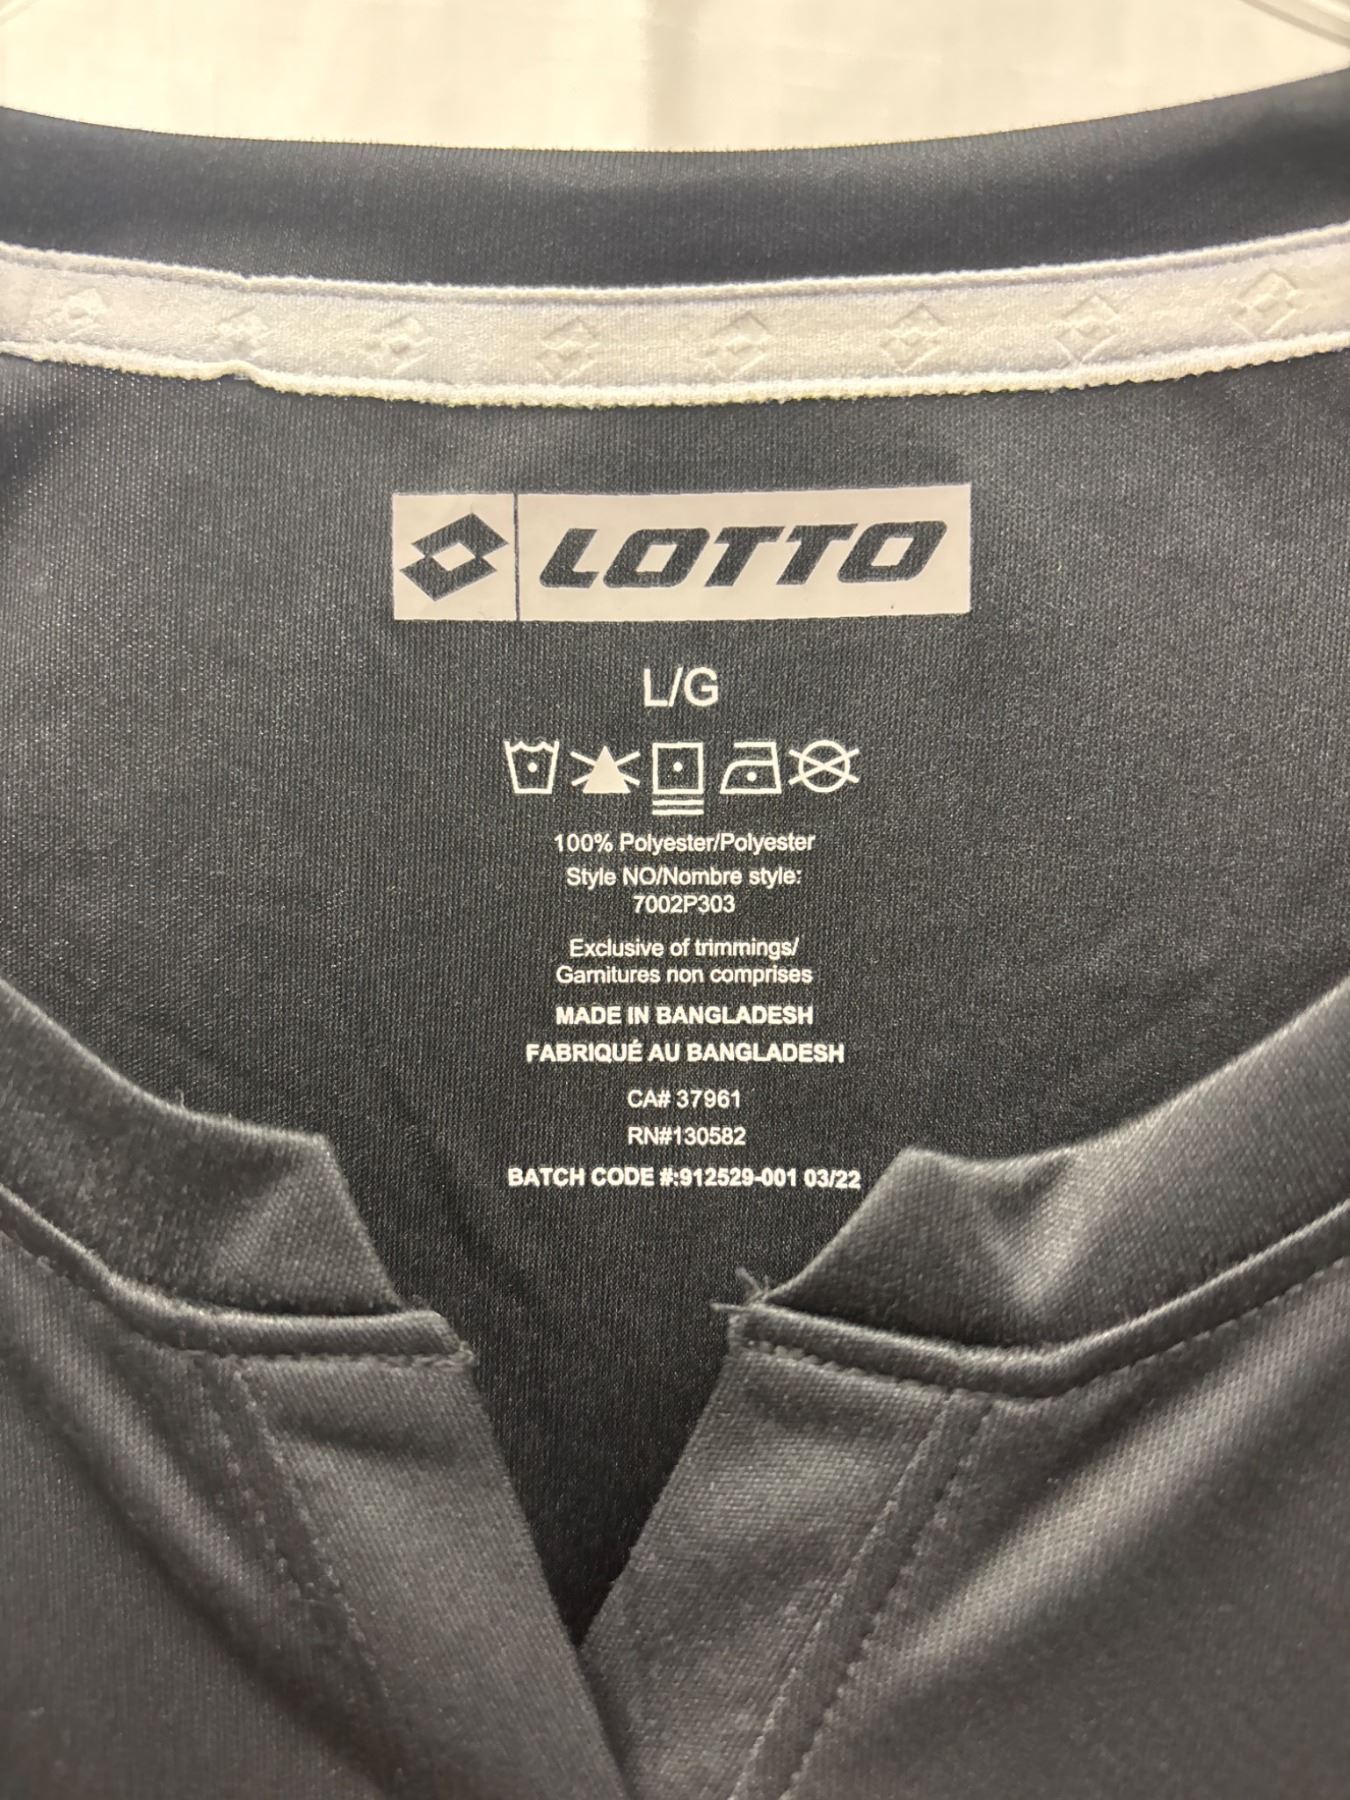 LOTTO
L/G
100% Polyester/Polyester
Style NO/Nombre style:
7002P303
Exclusive of trimmings/
Garnitures non comprises
MADE IN BANGLADESH
FABRIQUÉ AU BANGLADESH
CA# 37961
RN#130582
BATCH CODE #:912529-001 03/22